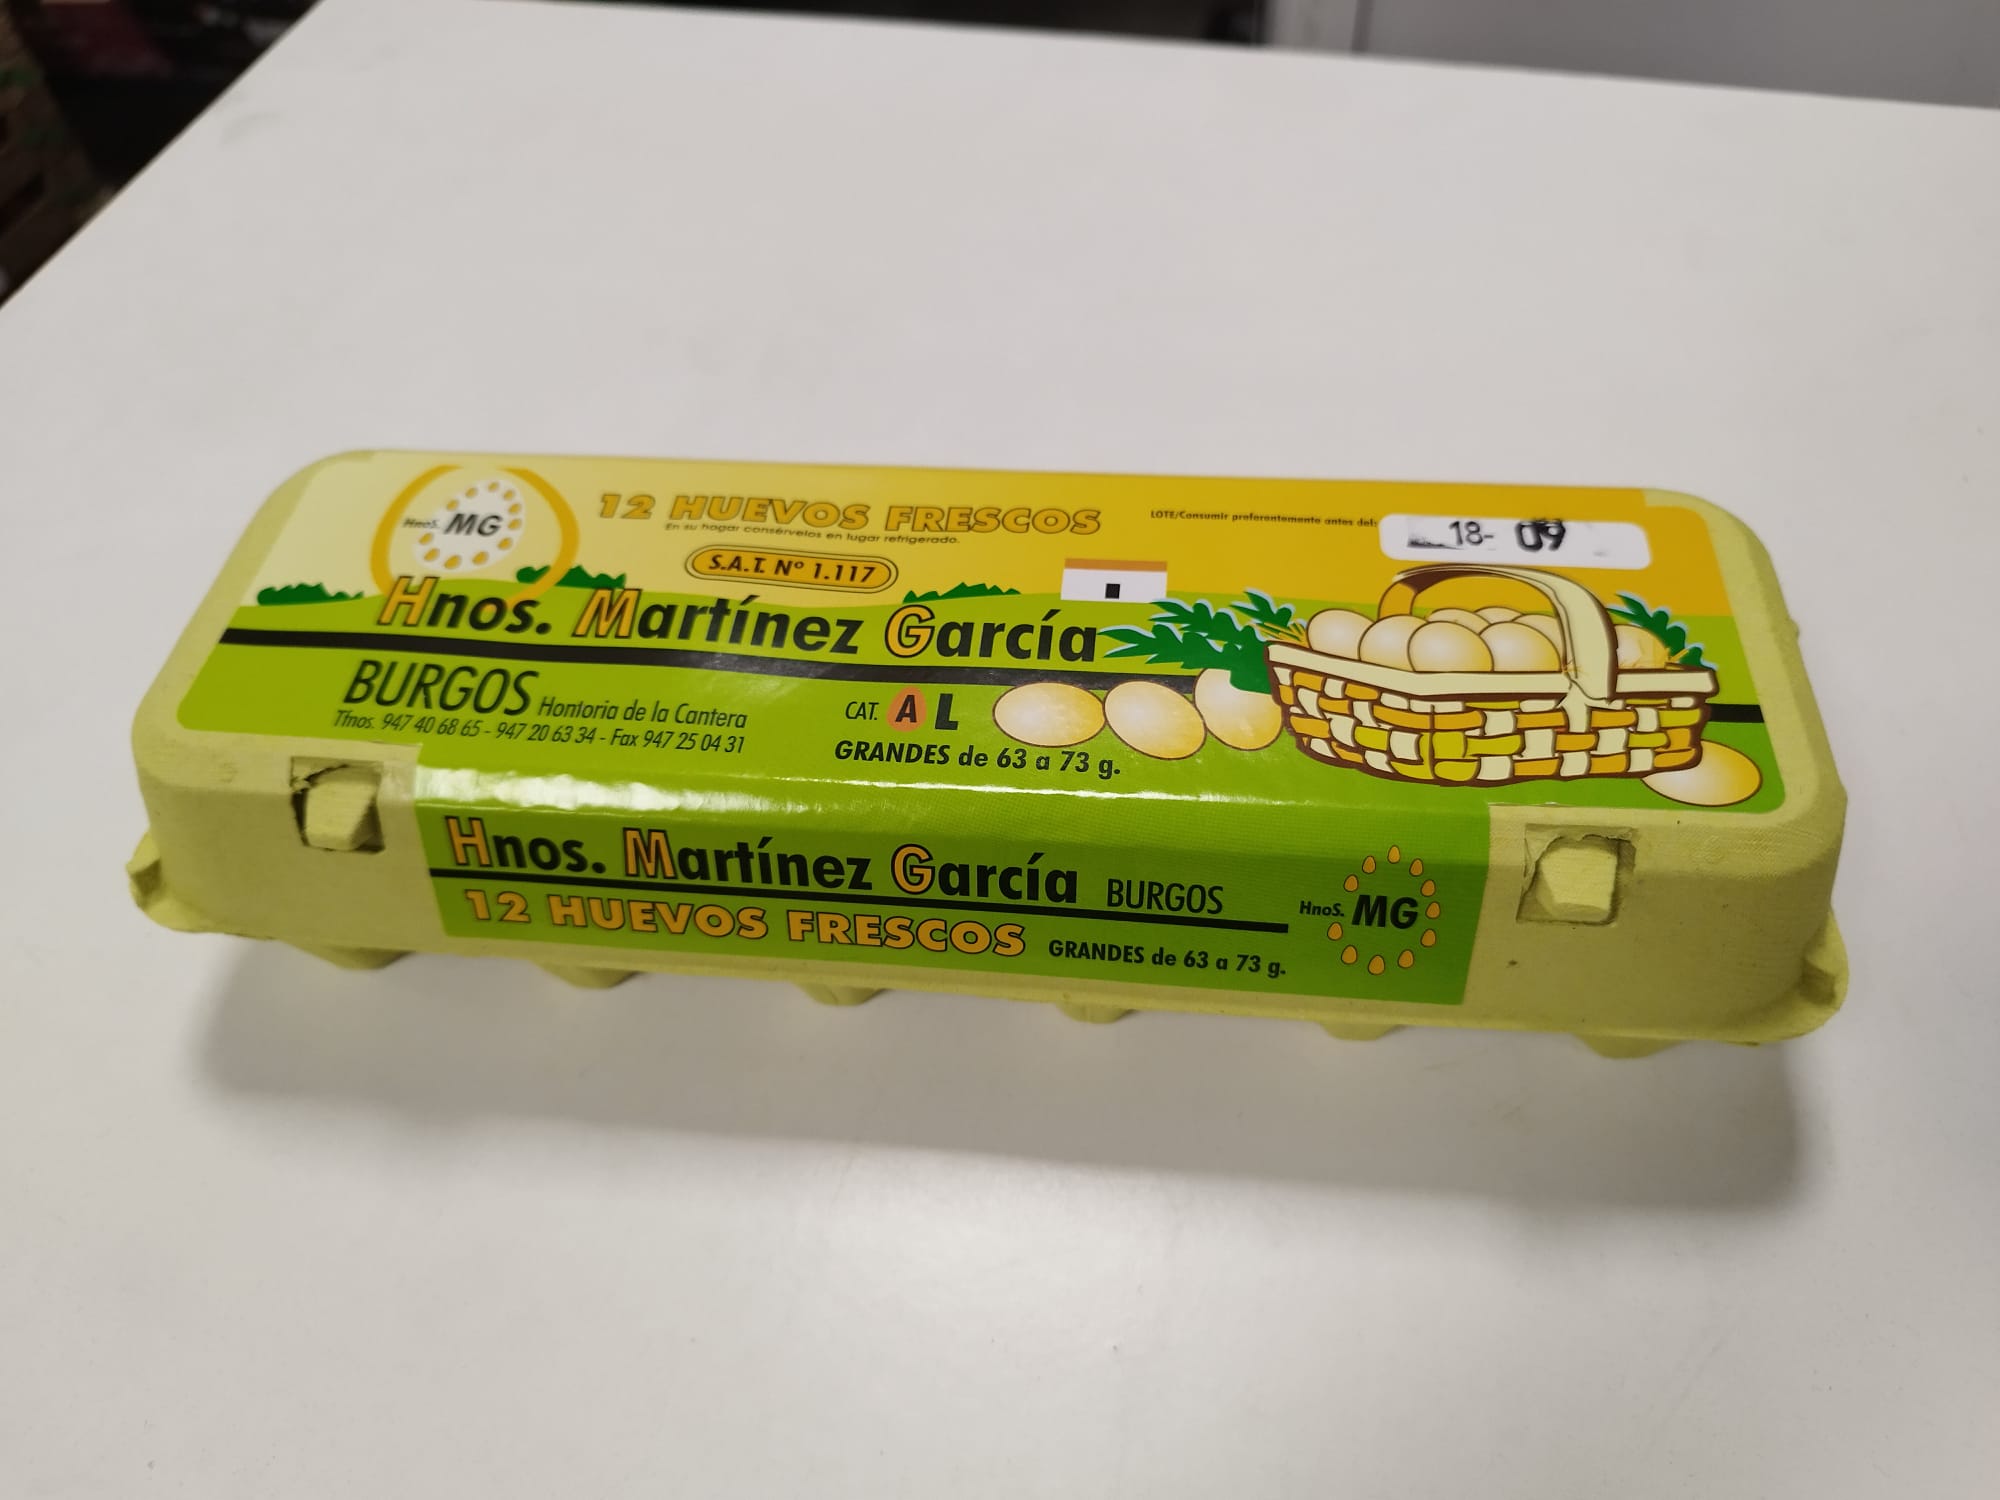 Hnos. MG
12 HUEVOS FRESCOS
En su hogar consérvelos en lugar refrigerado.
S.A.T. Nº 1.117
LOTE/Consumir preferentemente antes del:
18- 09
Hnos. Martínez García
BURGOS Hontoria de la Cantera
Tfnos. 947 40 68 65 - 947 20 63 34 - Fax 947 25 04 31
CAT. A L
GRANDES de 63 a 73 g.
Hnos. Martínez García BURGOS
12 HUEVOS FRESCOS GRANDES de 63 a 73 g.
HnoS. MG